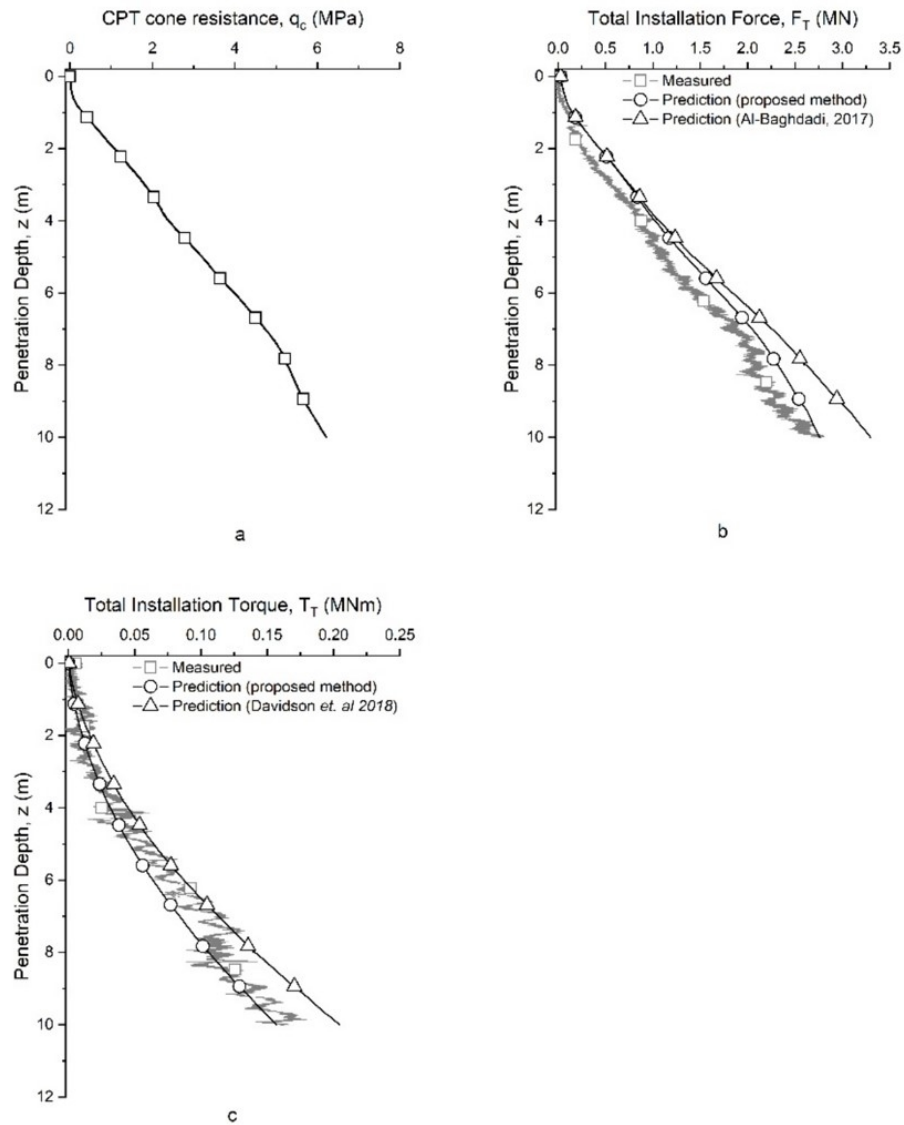 CPT cone resistance, qc (MPa)
0 2 4 6 8
Penetration Depth, z (m)
0
2
4
6
8
10
12
a
Total Installation Force, FT (MN)
0.0 0.5 1.0 1.5 2.0 2.5 3.0 3.5
Measured
Prediction (proposed method)
Prediction (Al-Baghdadi, 2017)
Penetration Depth, z (m)
0
2
4
6
8
10
12
b
Total Installation Torque, TT (MNm)
0.00 0.05 0.10 0.15 0.20 0.25
Measured
Prediction (proposed method)
Prediction (Davidson et. al 2018)
Penetration Depth, z (m)
0
2
4
6
8
10
12
c